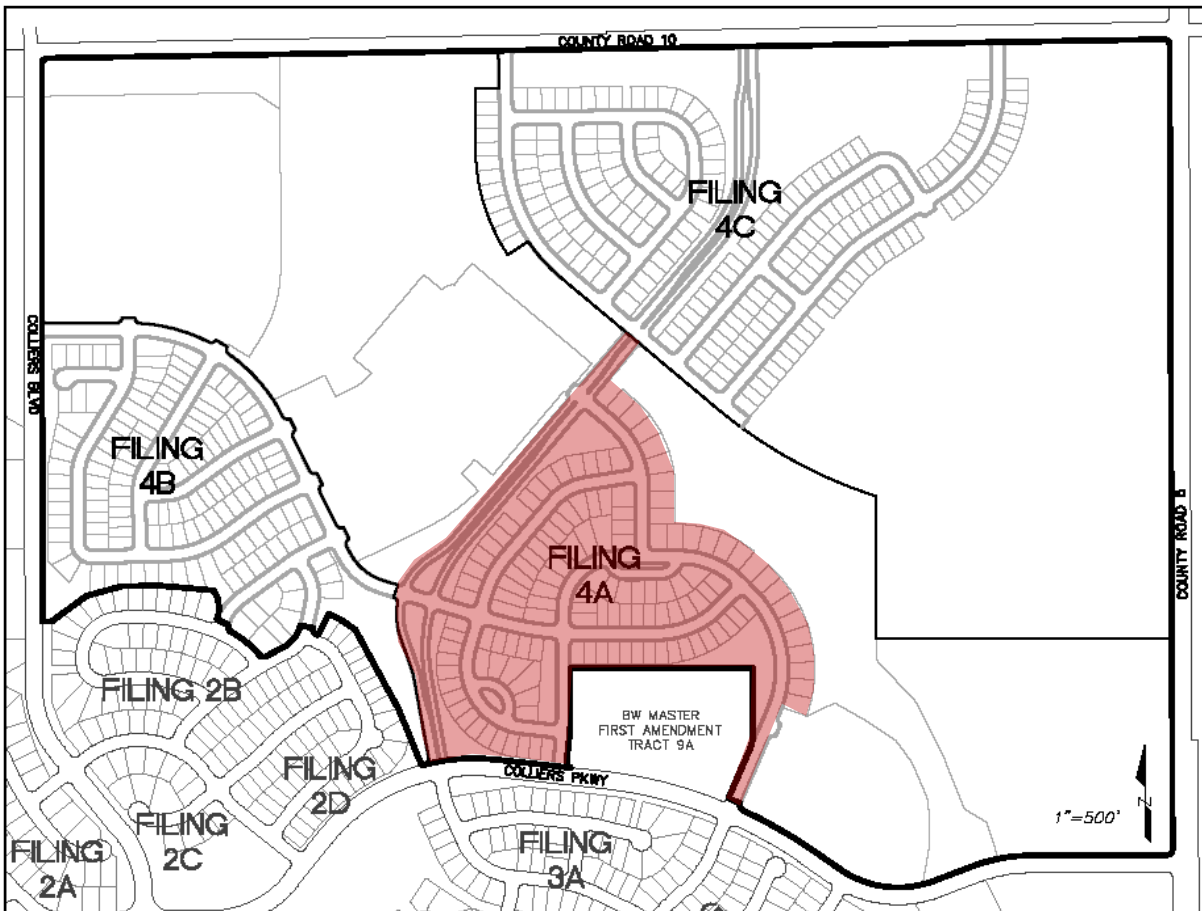 COUNTY ROAD 10
FILING
4C
COLLIERS BLVD
FILING
4B
COUNTY ROAD 5
FILING
4A
FILING 2B
BW MASTER
FIRST AMENDMENT
TRACT 9A
FILING
2D
COLLIERS PKWY
N
1"=500'
FILING
2C
FILING
3A
FILING
2A